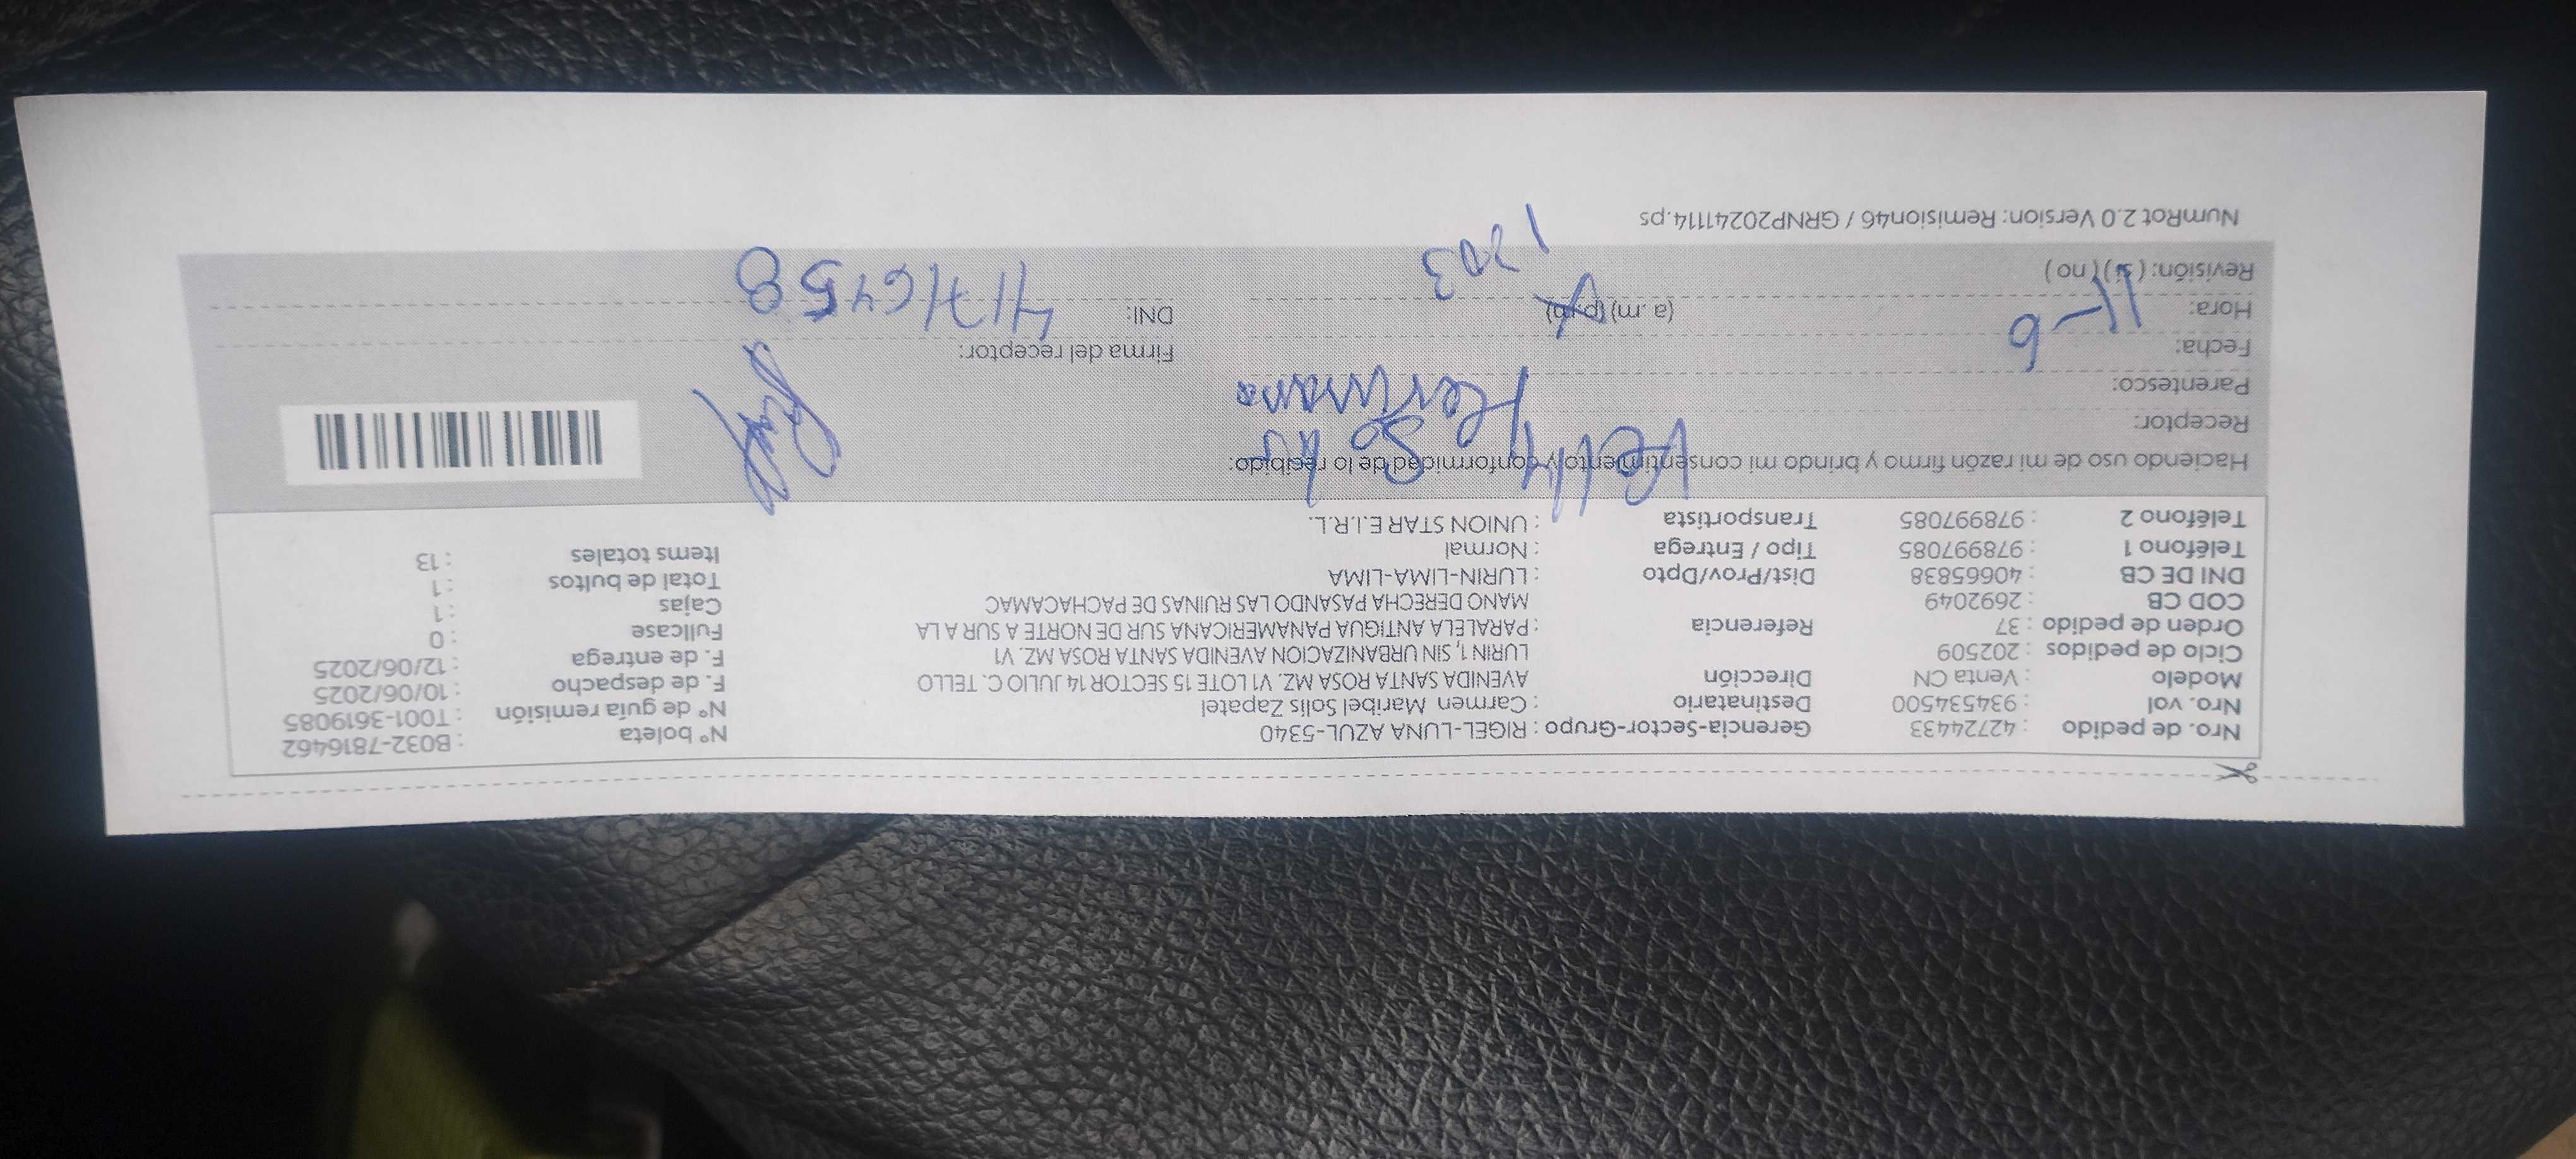 Nro. de pedido : 42724433 Gerencia-Sector-Grupo : RIGEL-LUNA AZUL-5340 N° boleta : B032-7816462
Nro. vol : 934534500 Destinatario : Carmen Maribel Solis Zapatel N° de guía remisión : T001-3619085
Modelo : Venta CN Dirección AVENIDA SANTA ROSA MZ. V1 LOTE 15 SECTOR 14 JULIO C. TELLO F. de despacho : 10/06/2025
Ciclo de pedidos : 202509 LURIN 1, SIN URBANIZACION AVENIDA SANTA ROSA MZ. V1 F. de entrega : 12/06/2025
Orden de pedido : 37 Referencia : PARALELA ANTIGUA PANAMERICANA SUR DE NORTE A SUR A LA Fullcase : 0
COD CB : 2692049 MANO DERECHA PASANDO LAS RUINAS DE PACHACAMAC Cajas : 1
DNI DE CB : 40665838 Dist/Prov/Dpto : LURIN-LIMA-LIMA Total de bultos : 1
Teléfono 1 : 978997085 Tipo / Entrega : Normal Items totales : 13
Teléfono 2 : 978997085 Transportista : UNION STAR E.I.R.L.
Haciendo uso de mi razón firmo y brindo mi consentimiento y conformidad de lo recibido:
Receptor: Kelly
Parentesco: Hermana
Fecha: 11-6 Firma del receptor:
Hora: (a. m) (p. m) DNI: 41716458
Revisión: ( si ) ( no ) 1203
NumRot 2.0 Version: Remision46 / GRNP20241114.ps